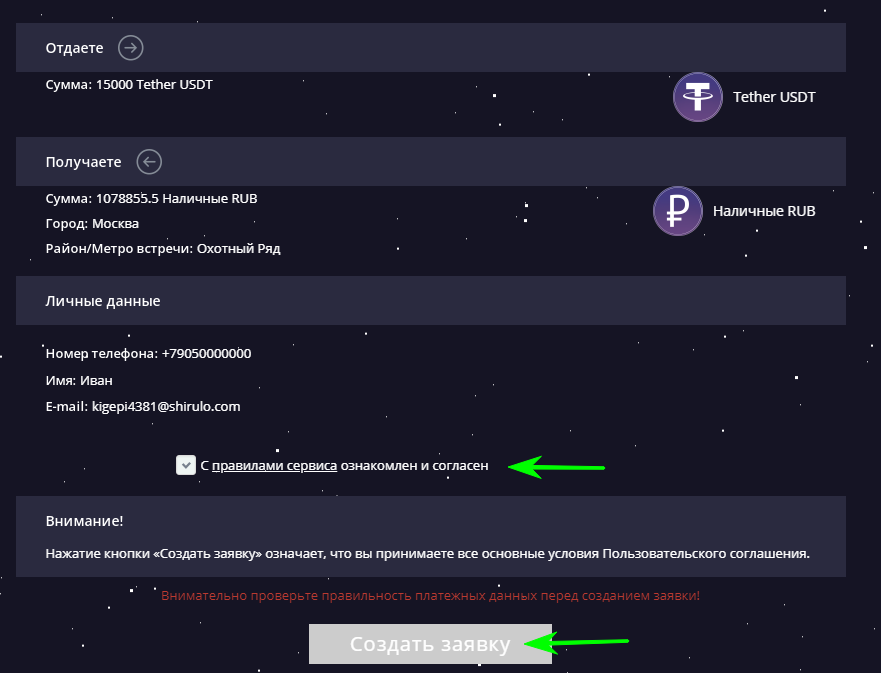 Отдаете
Сумма: 15000 Tether USDT
Tether USDT
Получаете
Сумма: 1078855.5 Наличные RUB
Наличные RUB
Город: Москва
Район/Метро встречи: Охотный Ряд
Личные данные
Номер телефона: +79050000000
Имя: Иван
E-mail: kigepi4381@shirulo.com
С правилами сервиса ознакомлен и согласен
Внимание!
Нажатие кнопки «Создать заявку» означает, что вы принимаете все основные условия Пользовательского соглашения.
Внимательно проверьте правильность платежных данных перед созданием заявки!
Создать заявку